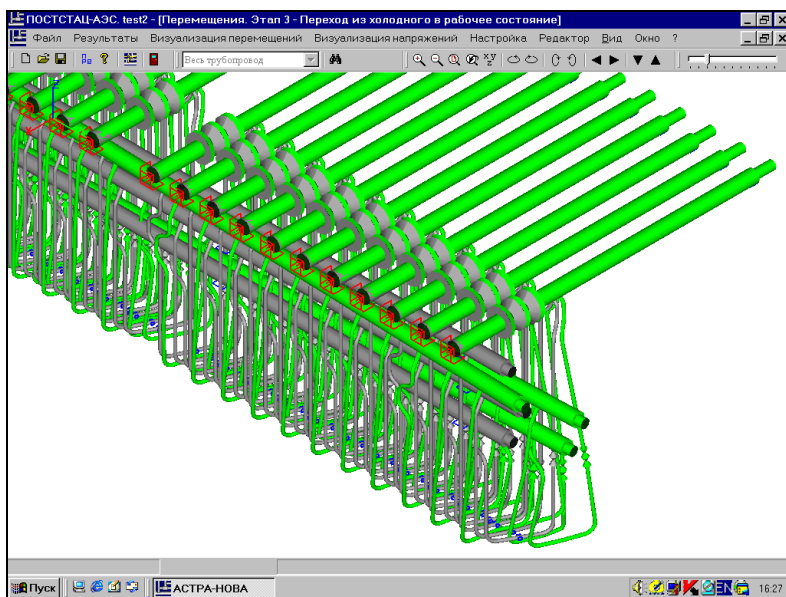 ПОСТСТАЦ-АЭС. test2 - [Перемещения. Этап 3 - Переход из холодного в рабочее состояние]
Файл Результаты Визуализация перемещений Визуализация напряжений Настройка Редактор Вид Окно ?
Весь трубопровод
Пуск АСТРА-НОВА EN 16:27